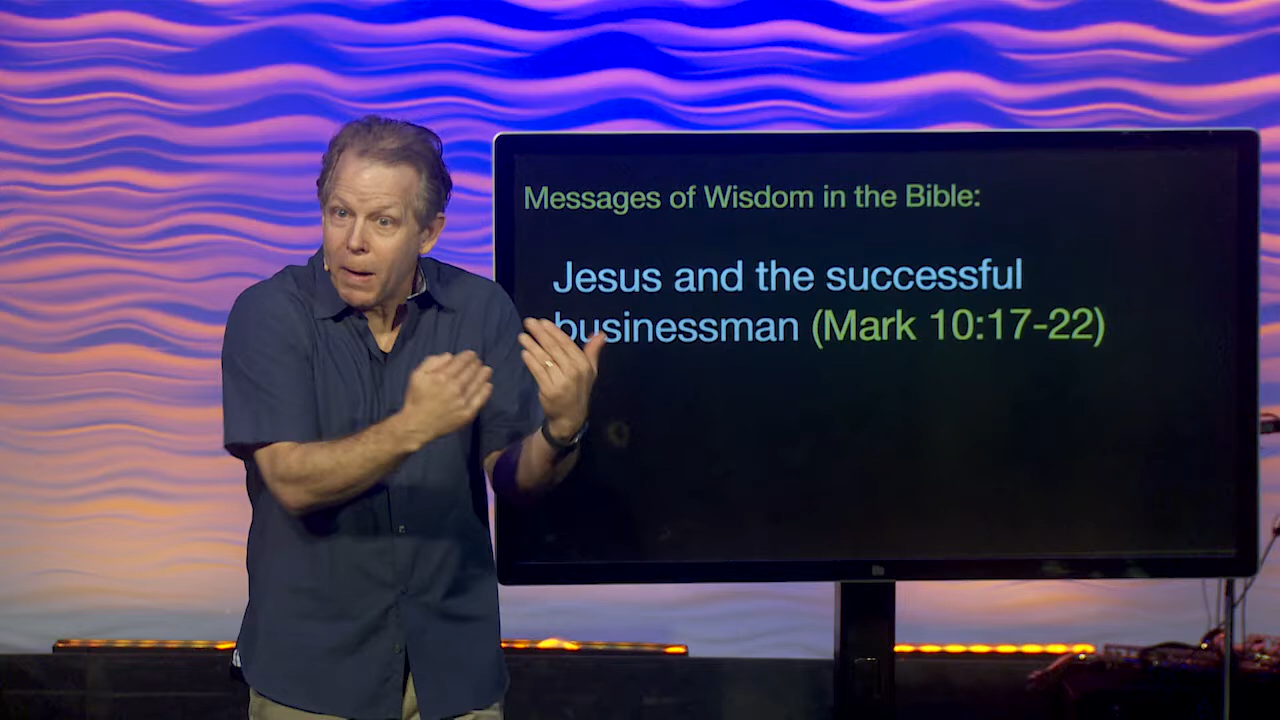 Messages of Wisdom in the Bible:
Jesus and the successful
businessman (Mark 10:17-22)